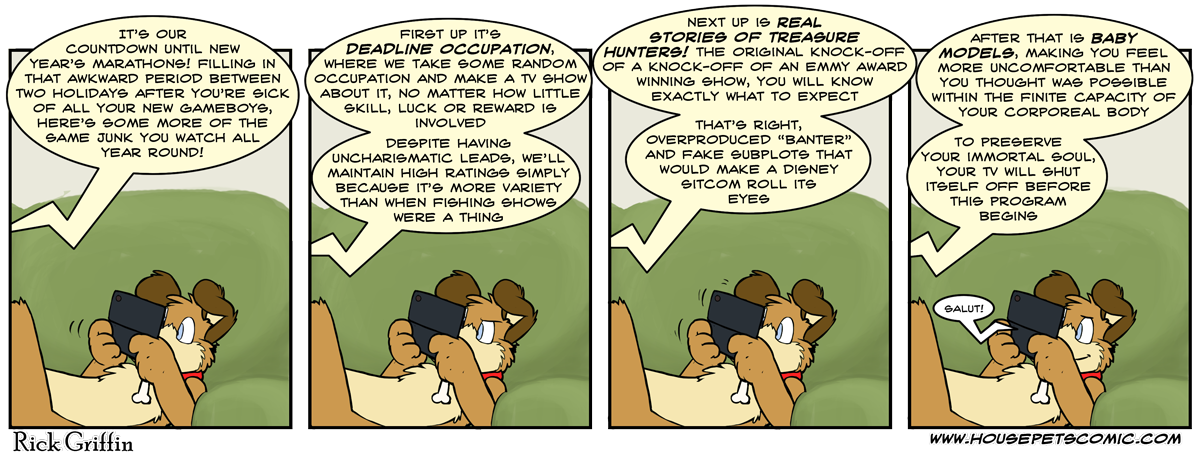 IT'S OUR
COUNTDOWN UNTIL NEW
YEAR'S MARATHONS! FILLING IN
THAT AWKWARD PERIOD BETWEEN
TWO HOLIDAYS AFTER YOU'RE SICK
OF ALL YOUR NEW GAMEBOYS,
HERE'S SOME MORE OF THE
SAME JUNK YOU WATCH ALL
YEAR ROUND!
FIRST UP IT'S
DEADLINE OCCUPATION,
WHERE WE TAKE SOME RANDOM
OCCUPATION AND MAKE A TV SHOW
ABOUT IT, NO MATTER HOW LITTLE
SKILL, LUCK OR REWARD IS
INVOLVED
DESPITE HAVING
UNCHARISMATIC LEADS, WE'LL
MAINTAIN HIGH RATINGS SIMPLY
BECAUSE IT'S MORE VARIETY
THAN WHEN FISHING SHOWS
WERE A THING
NEXT UP IS REAL
STORIES OF TREASURE
HUNTERS! THE ORIGINAL KNOCK-OFF
OF A KNOCK-OFF OF AN EMMY AWARD
WINNING SHOW, YOU WILL KNOW
EXACTLY WHAT TO EXPECT
THAT'S RIGHT,
OVERPRODUCED "BANTER"
AND FAKE SUBPLOTS THAT
WOULD MAKE A DISNEY
SITCOM ROLL ITS
EYES
AFTER THAT IS BABY
MODELS, MAKING YOU FEEL
MORE UNCOMFORTABLE THAN
YOU THOUGHT WAS POSSIBLE
WITHIN THE FINITE CAPACITY OF
YOUR CORPOREAL BODY
TO PRESERVE
YOUR IMMORTAL SOUL,
YOUR TV WILL SHUT
ITSELF OFF BEFORE
THIS PROGRAM
BEGINS
SALUT!
Rick Griffin
WWW.HOUSEPETSCOMIC.COM